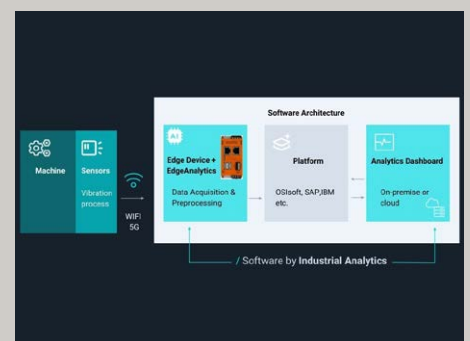 Software Architecture
AI
Machine
Sensors
Vibration
process
WIFI
5G
Edge Device +
EdgeAnalytics
Data Acquisition &
Preprocessing
Platform
OSIsoft, SAP,IBM
etc.
Analytics Dashboard
On-premise or
cloud
/ Software by Industrial Analytics